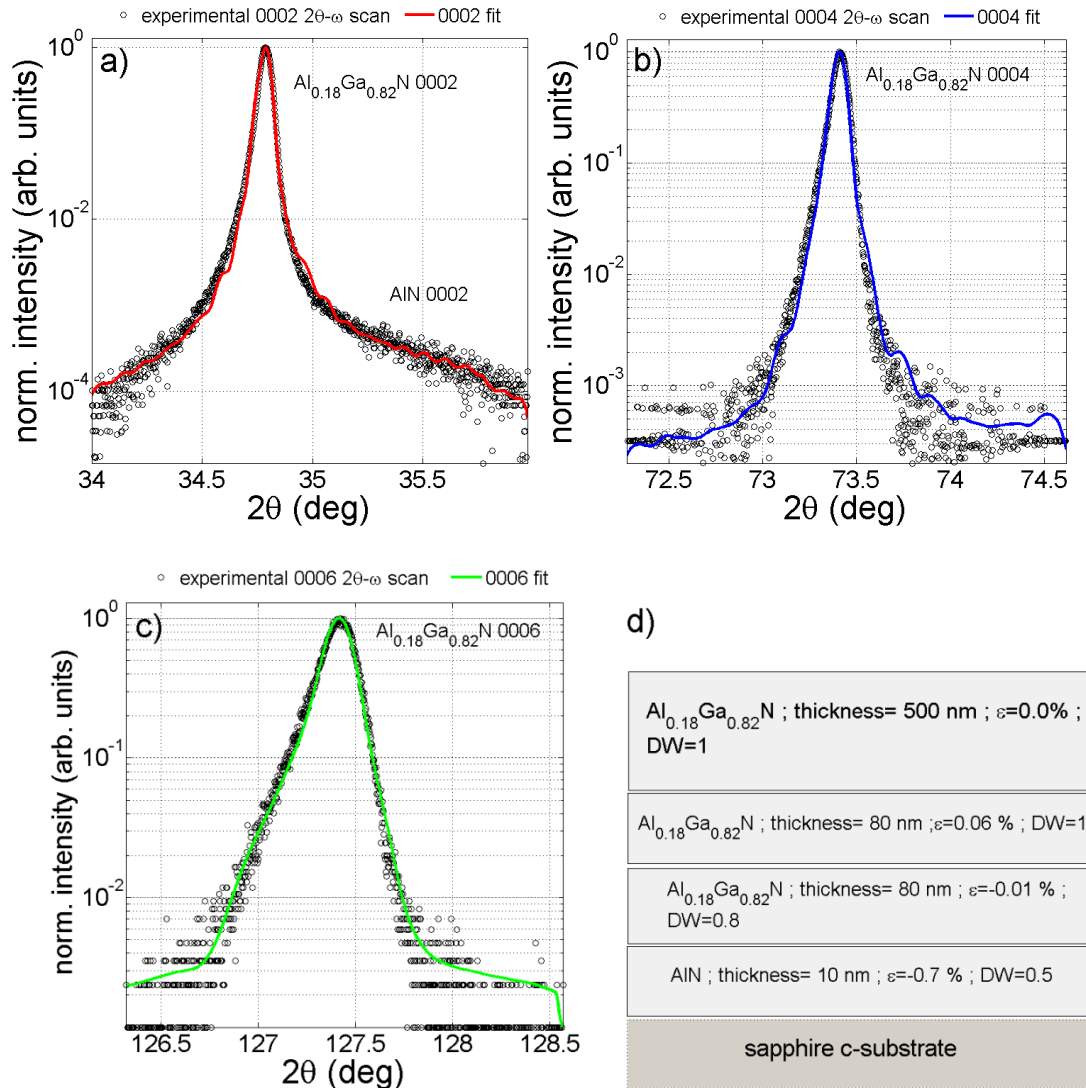 experimental 0002 2θ-ω scan 0002 fit
a)
Al0.18Ga0.82N 0002
AlN 0002
norm. intensity (arb. units)
10^0
10^-2
10^-4
34 34.5 35 35.5
2θ (deg)
experimental 0004 2θ-ω scan 0004 fit
b)
Al0.18Ga0.82N 0004
norm. intensity (arb. units)
10^0
10^-1
10^-2
10^-3
72.5 73 73.5 74 74.5
2θ (deg)
experimental 0006 2θ-ω scan 0006 fit
c)
Al0.18Ga0.82N 0006
norm. intensity (arb. units)
10^0
10^-1
10^-2
126.5 127 127.5 128 128.5
2θ (deg)
d)
Al0.18Ga0.82N ; thickness= 500 nm ; ε=0.0% ;
DW=1
Al0.18Ga0.82N ; thickness= 80 nm ;ε=0.06 % ; DW=1
Al0.18Ga0.82N ; thickness= 80 nm ; ε=-0.01 % ;
DW=0.8
AlN ; thickness= 10 nm ; ε=-0.7 % ; DW=0.5
sapphire c-substrate